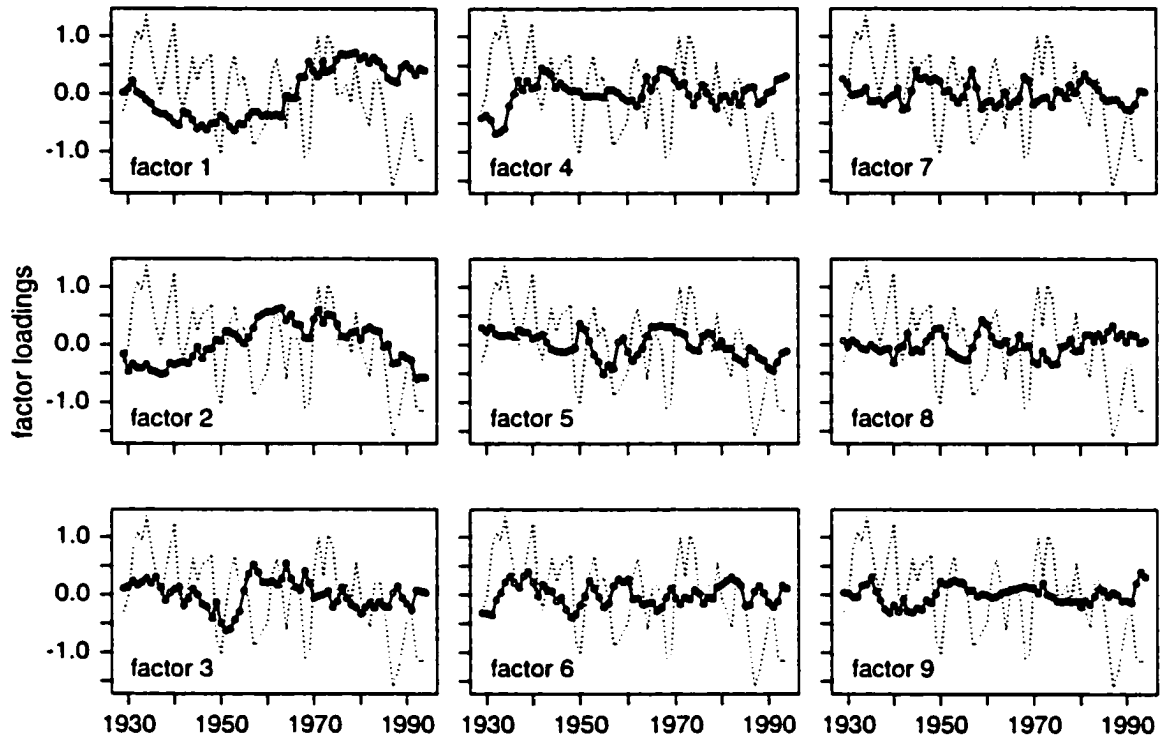 1.0
0.0
-1.0
factor 1
factor 4
factor 7
factor loadings
1.0
0.0
-1.0
factor 2
factor 5
factor 8
1.0
0.0
-1.0
factor 3
factor 6
factor 9
1930 1950 1970 1990
1930 1950 1970 1990
1930 1950 1970 1990